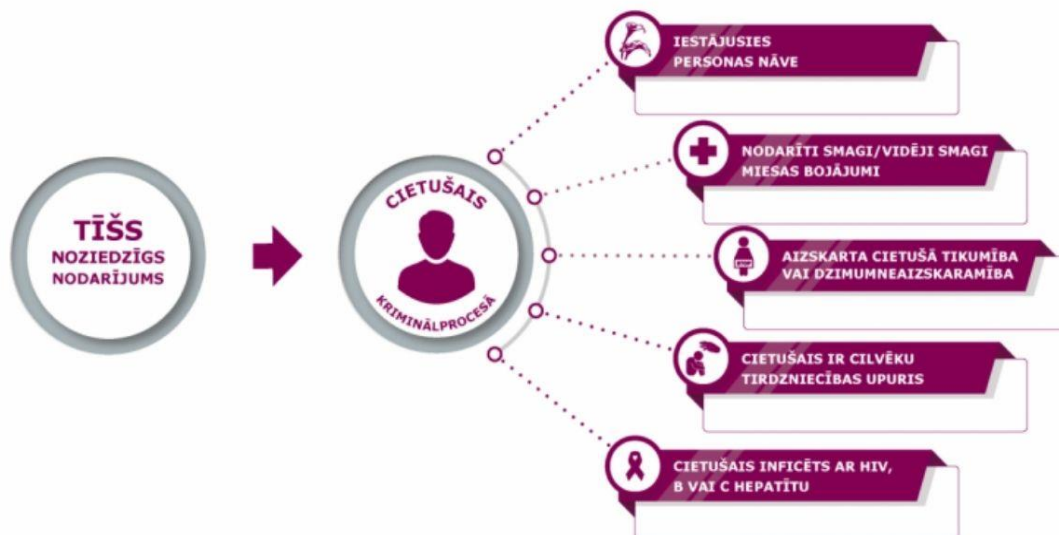 TĪŠS
NOZIEDZĪGS
NODARĪJUMS
CIETUŠAIS
KRIMINĀLPROCESĀ
IESTĀJUSIES
PERSONAS NĀVE
NODARĪTI SMAGI/VIDĒJI SMAGI
MIESAS BOJĀJUMI
AIZSKARTA CIETUŠĀ TIKUMĪBA
VAI DZIMUMNEAIZSKARAMĪBA
CIETUŠAIS IR CILVĒKU
TIRDZNIECĪBAS UPURIS
CIETUŠAIS INFICĒTS AR HIV,
B VAI C HEPATĪTU